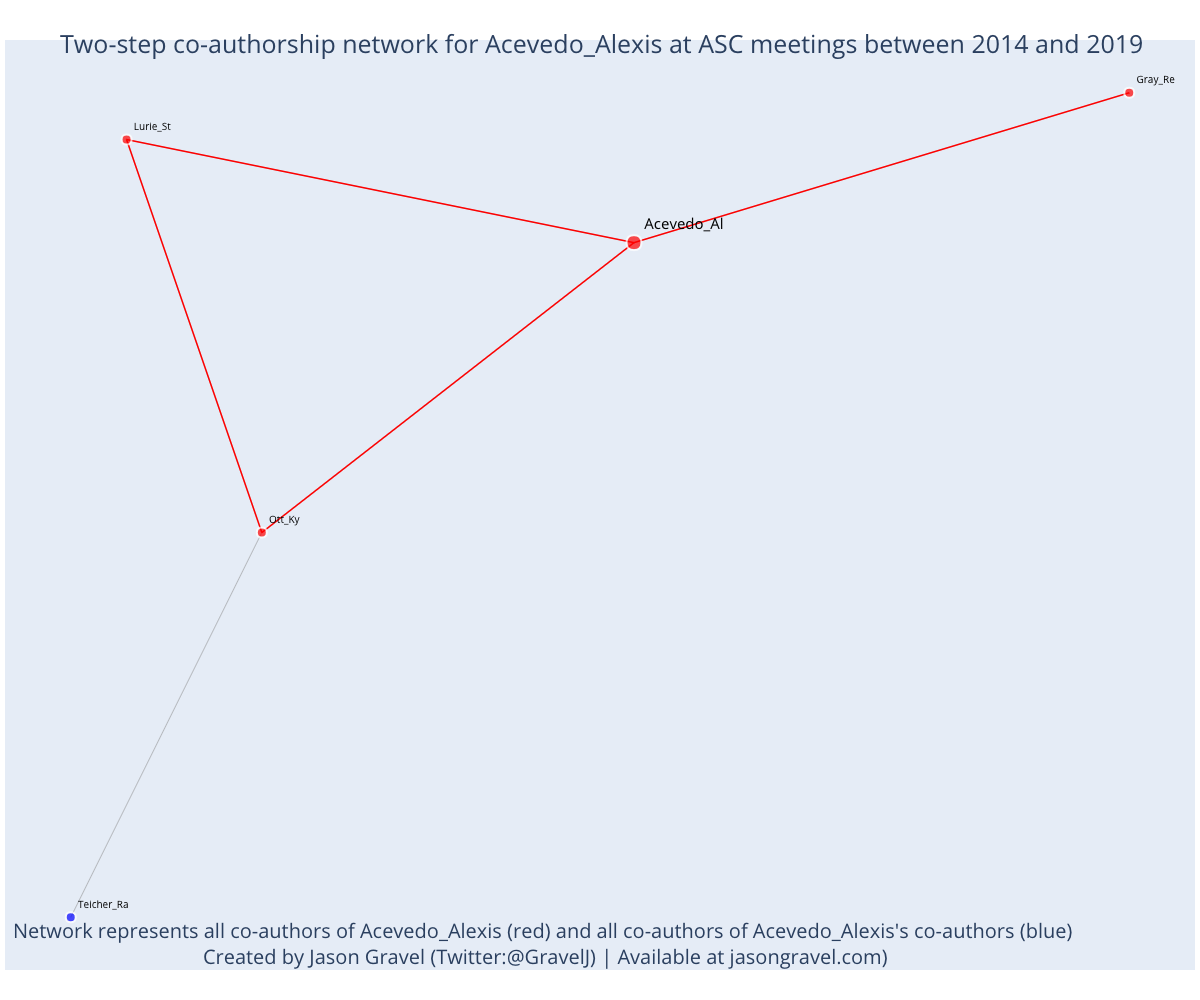 Two-step co-authorship network for Acevedo_Alexis at ASC meetings between 2014 and 2019
Gray_Re
Lurie_St
Acevedo_Al
Ott_Ky
Teicher_Ra
Network represents all co-authors of Acevedo_Alexis (red) and all co-authors of Acevedo_Alexis's co-authors (blue)
Created by Jason Gravel (Twitter:@GravelJ) | Available at jasongravel.com)